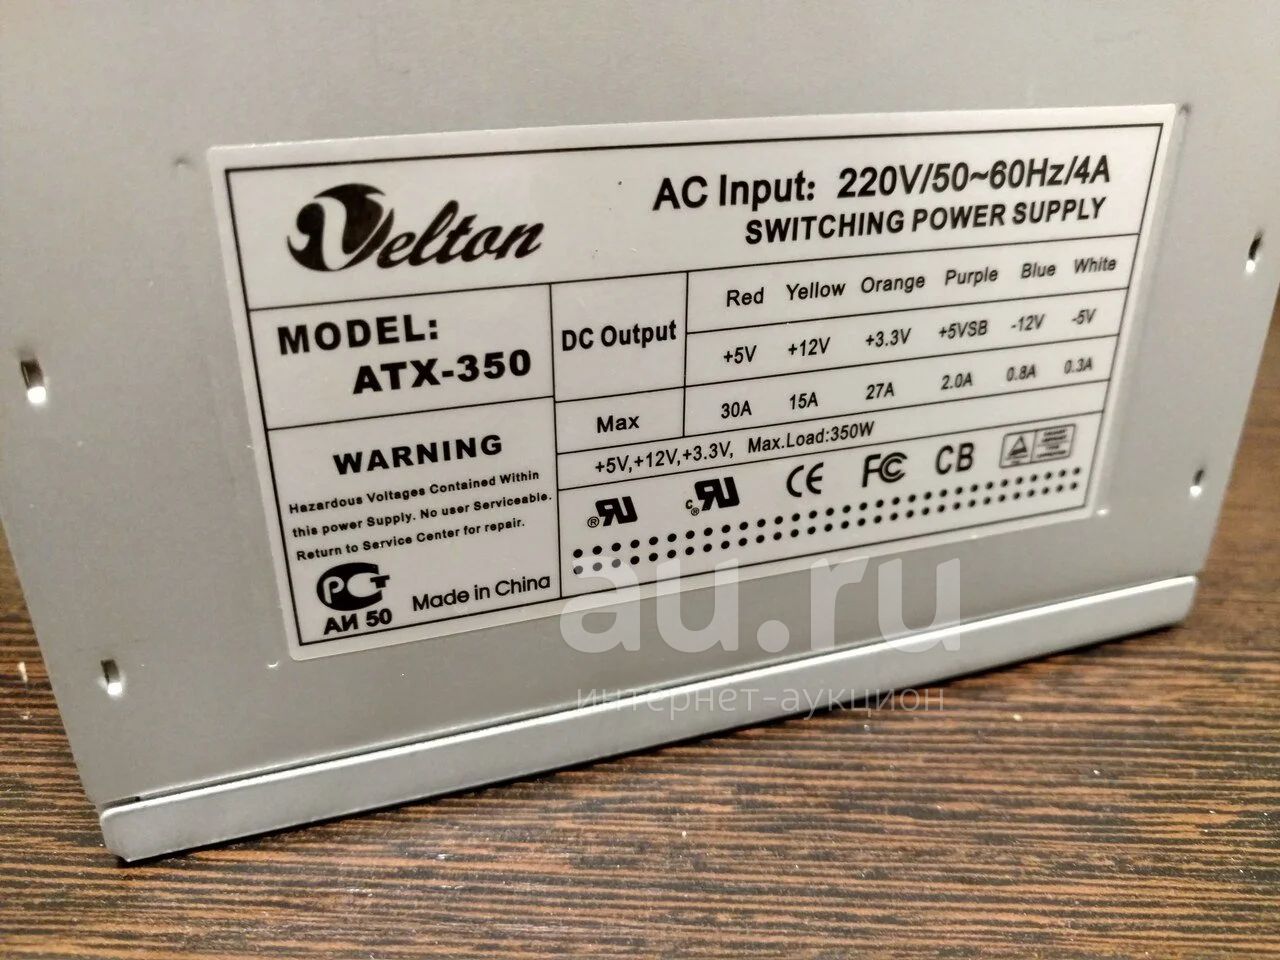 Velton
AC Input: 220V/50~60Hz/4A
SWITCHING POWER SUPPLY
MODEL:
ATX-350
DC Output
Red Yellow Orange Purple Blue White
+5V +12V +3.3V +5VSB -12V -5V
Max
30A 15A 27A 2.0A 0.8A 0.3A
+5V,+12V,+3.3V, Max.Load:350W
WARNING
Hazardous Voltages Contained Within
this power Supply. No user Serviceable.
Return to Service Center for repair.
РСТ
АИ 50
Made in China
CE FC CB
au.ru
интернет-аукцион